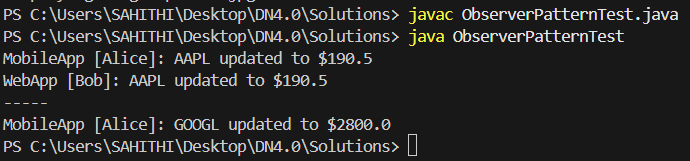 PS C:\Users\SAHITHI\Desktop\DN4.0\Solutions> javac ObserverPatternTest.java
PS C:\Users\SAHITHI\Desktop\DN4.0\Solutions> java ObserverPatternTest
MobileApp [Alice]: AAPL updated to $190.5
WebApp [Bob]: AAPL updated to $190.5
-----
MobileApp [Alice]: GOOGL updated to $2800.0
PS C:\Users\SAHITHI\Desktop\DN4.0\Solutions>